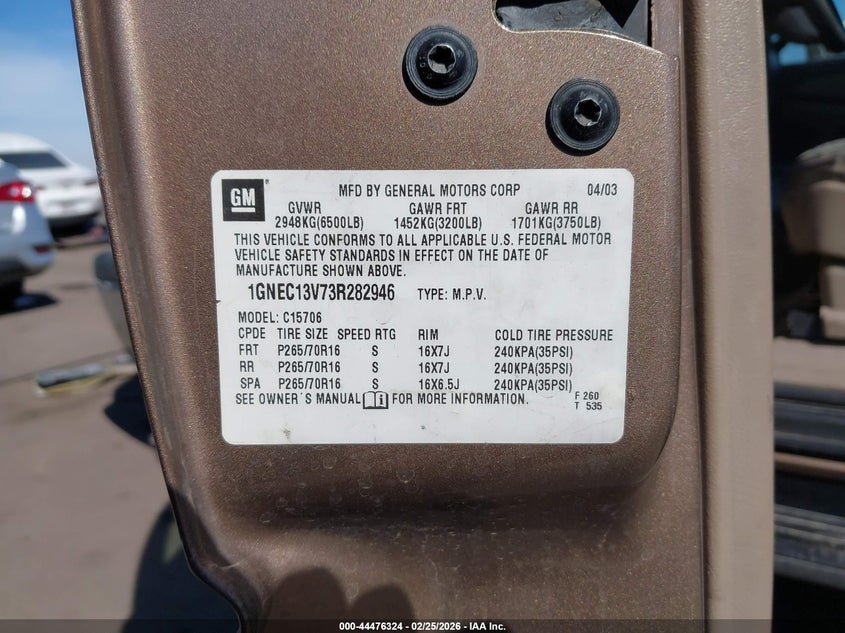 GM
MFD BY GENERAL MOTORS CORP 04/03
GVWR GAWR FRT GAWR RR
2948KG(6500LB) 1452KG(3200LB) 1701KG(3750LB)
THIS VEHICLE CONFORMS TO ALL APPLICABLE U.S. FEDERAL MOTOR
VEHICLE SAFETY STANDARDS IN EFFECT ON THE DATE OF
MANUFACTURE SHOWN ABOVE.
1GNEC13V73R282946 TYPE: M.P.V.
MODEL: C15706
CPDE TIRE SIZE SPEED RTG RIM COLD TIRE PRESSURE
FRT P265/70R16 S 16X7J 240KPA(35PSI)
RR P265/70R16 S 16X7J 240KPA(35PSI)
SPA P265/70R16 S 16X6.5J 240KPA(35PSI)
SEE OWNER'S MANUAL FOR MORE INFORMATION. F 260
T 535
000-44476324 | 02/25/2026 | IAA Inc.